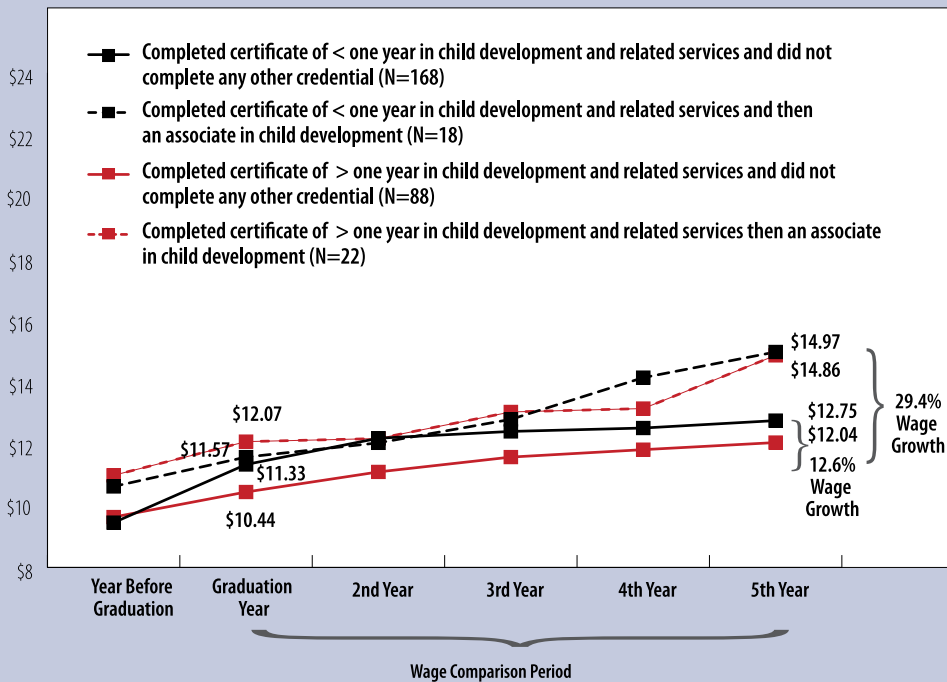 Completed certificate of < one year in child development and related services and did not
complete any other credential (N=168)
Completed certificate of < one year in child development and related services and then
an associate in child development (N=18)
Completed certificate of > one year in child development and related services and did not
complete any other credential (N=88)
Completed certificate of > one year in child development and related services then an associate
in child development (N=22)
$24
$22
$20
$18
$16
$14
$12
$10
$8
$12.07
$11.57
$11.33
$10.44
$14.97
$14.86
$12.75
$12.04
12.6%
Wage
Growth
29.4%
Wage
Growth
Year Before
Graduation
Graduation
Year
2nd Year
3rd Year
4th Year
5th Year
Wage Comparison Period